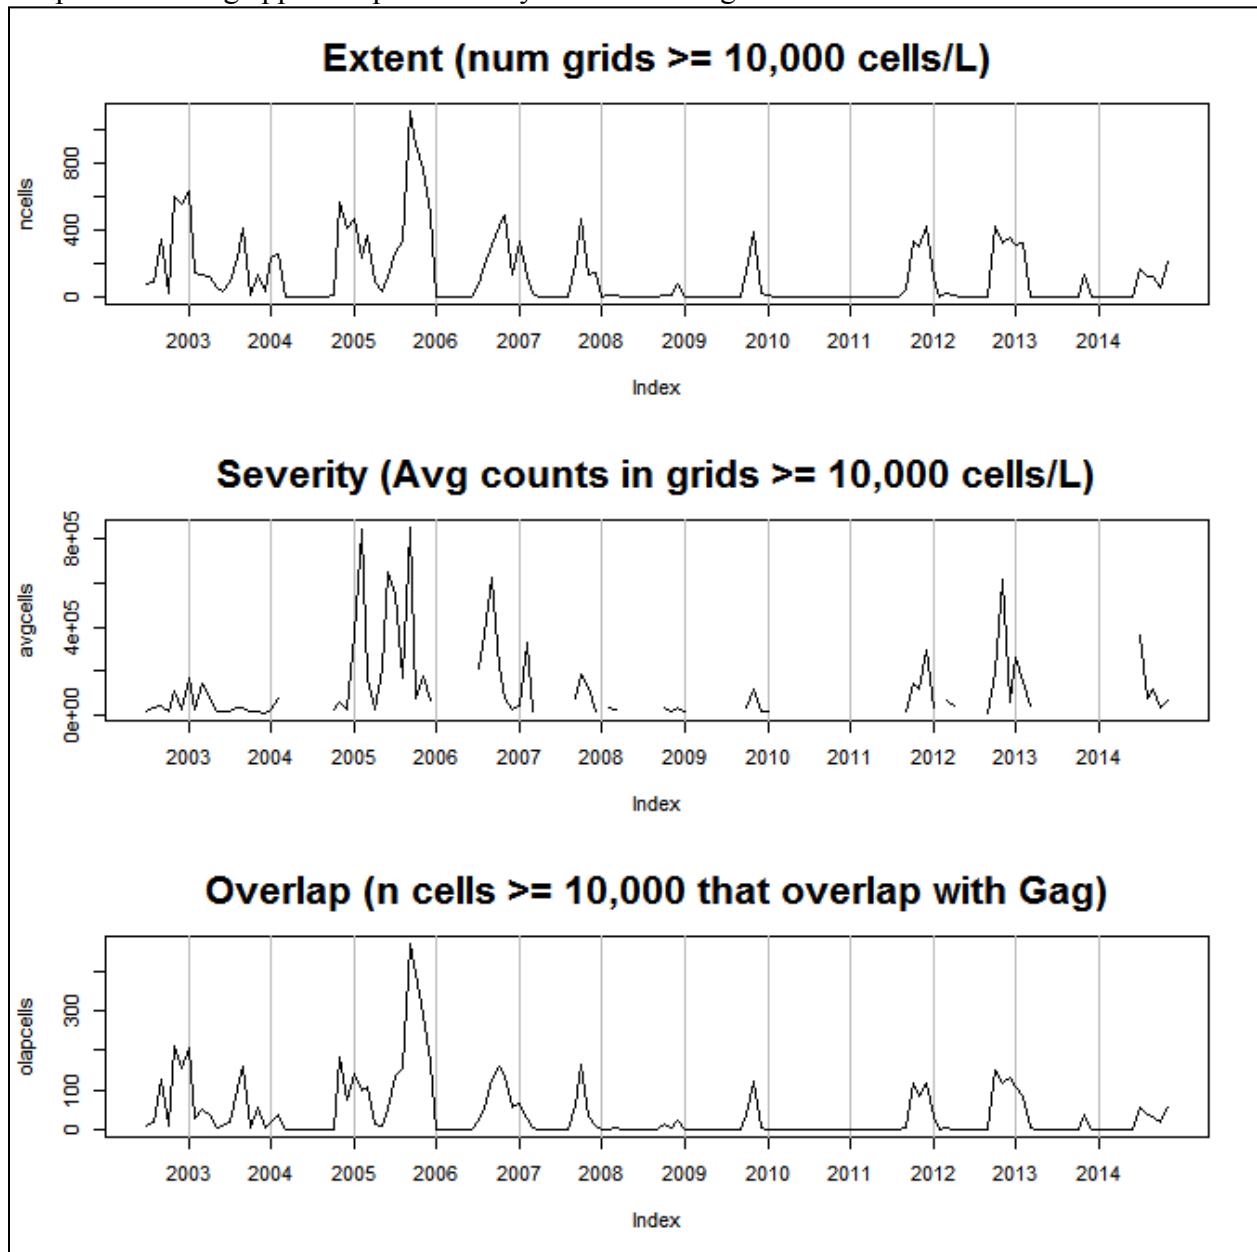 Extent (num grids >= 10,000 cells/L)
ncells
800
400
0
2003 2004 2005 2006 2007 2008 2009 2010 2011 2012 2013 2014
Index
Severity (Avg counts in grids >= 10,000 cells/L)
avgcells
8e+05
4e+05
0e+00
2003 2004 2005 2006 2007 2008 2009 2010 2011 2012 2013 2014
Index
Overlap (n cells >= 10,000 that overlap with Gag)
olapcells
300
100
0
2003 2004 2005 2006 2007 2008 2009 2010 2011 2012 2013 2014
Index